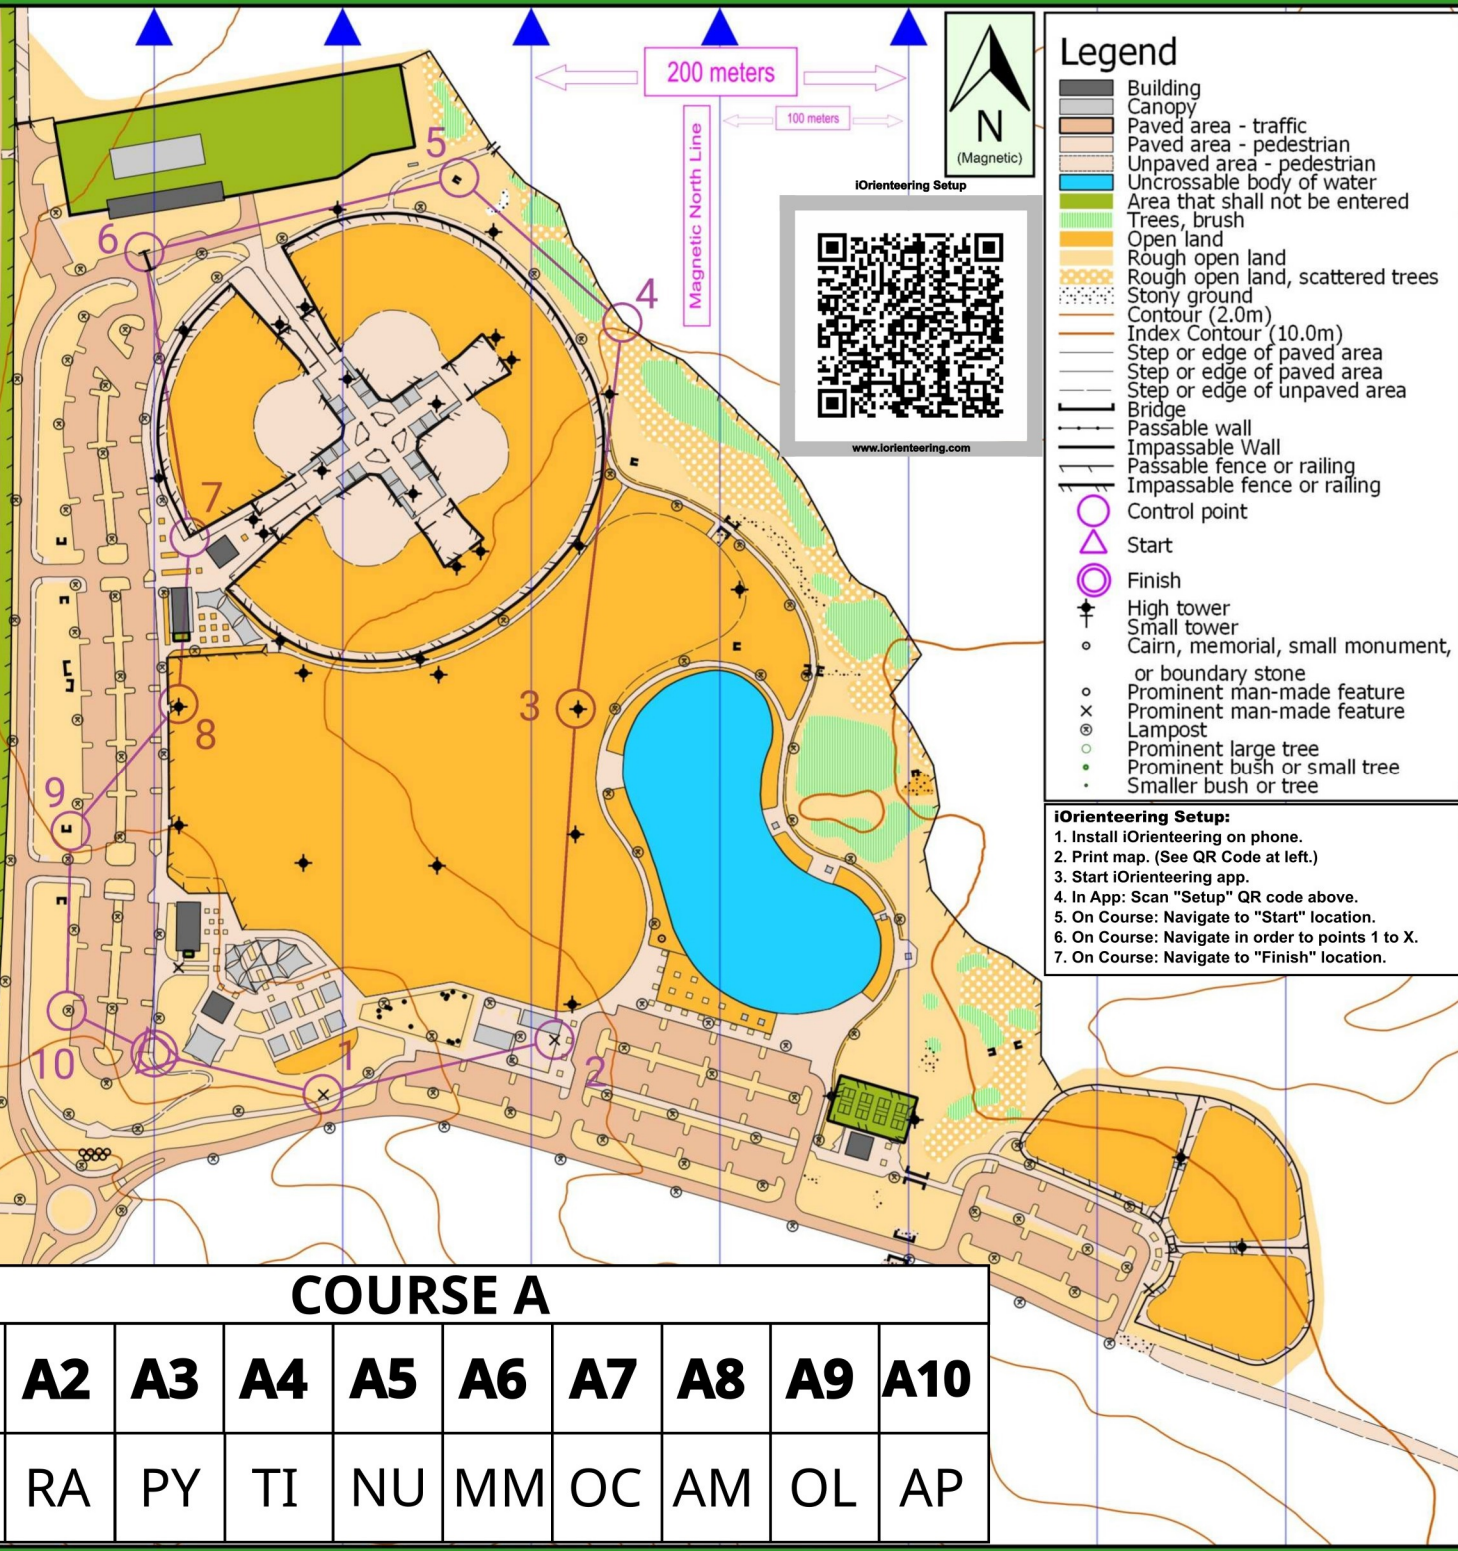 200 meters
100 meters
Magnetic North Line
N
(Magnetic)
iOrienteering Setup
www.iorienteering.com
Legend
Building
Canopy
Paved area - traffic
Paved area - pedestrian
Unpaved area - pedestrian
Uncrossable body of water
Area that shall not be entered
Trees, brush
Open land
Rough open land
Rough open land, scattered trees
Stony ground
Contour (2.0m)
Index Contour (10.0m)
Step or edge of paved area
Step or edge of paved area
Step or edge of unpaved area
Bridge
Passable wall
Impassable Wall
Passable fence or railing
Impassable fence or railing
Control point
Start
Finish
High tower
Small tower
Cairn, memorial, small monument,
or boundary stone
Prominent man-made feature
Prominent man-made feature
Lampost
Prominent large tree
Prominent bush or small tree
Smaller bush or tree
iOrienteering Setup:
1. Install iOrienteering on phone.
2. Print map. (See QR Code at left.)
3. Start iOrienteering app.
4. In App: Scan "Setup" QR code above.
5. On Course: Navigate to "Start" location.
6. On Course: Navigate in order to points 1 to X.
7. On Course: Navigate to "Finish" location.
5
6
4
7
3
8
9
10
1
2
COURSE A
A2 A3 A4 A5 A6 A7 A8 A9 A10
RA PY TI NU MM OC AM OL AP